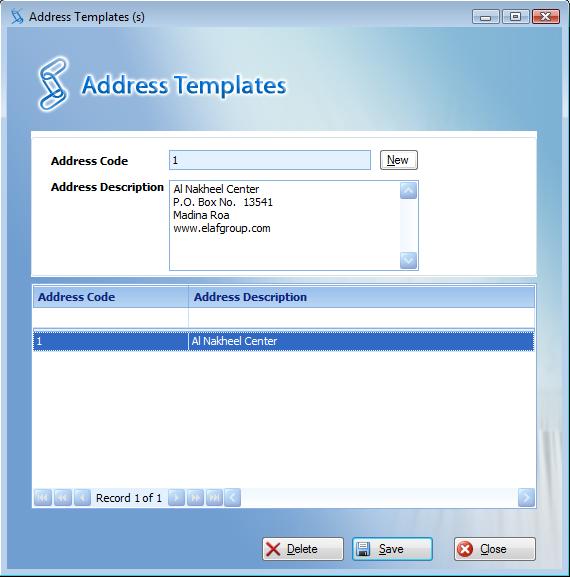 Address Templates (s)
Address Templates
Address Code 1 New
Address Description Al Nakheel Center
P.O. Box No. 13541
Madina Roa
www.elafgroup.com
Address Code Address Description
1 Al Nakheel Center
Record 1 of 1
Delete Save Close